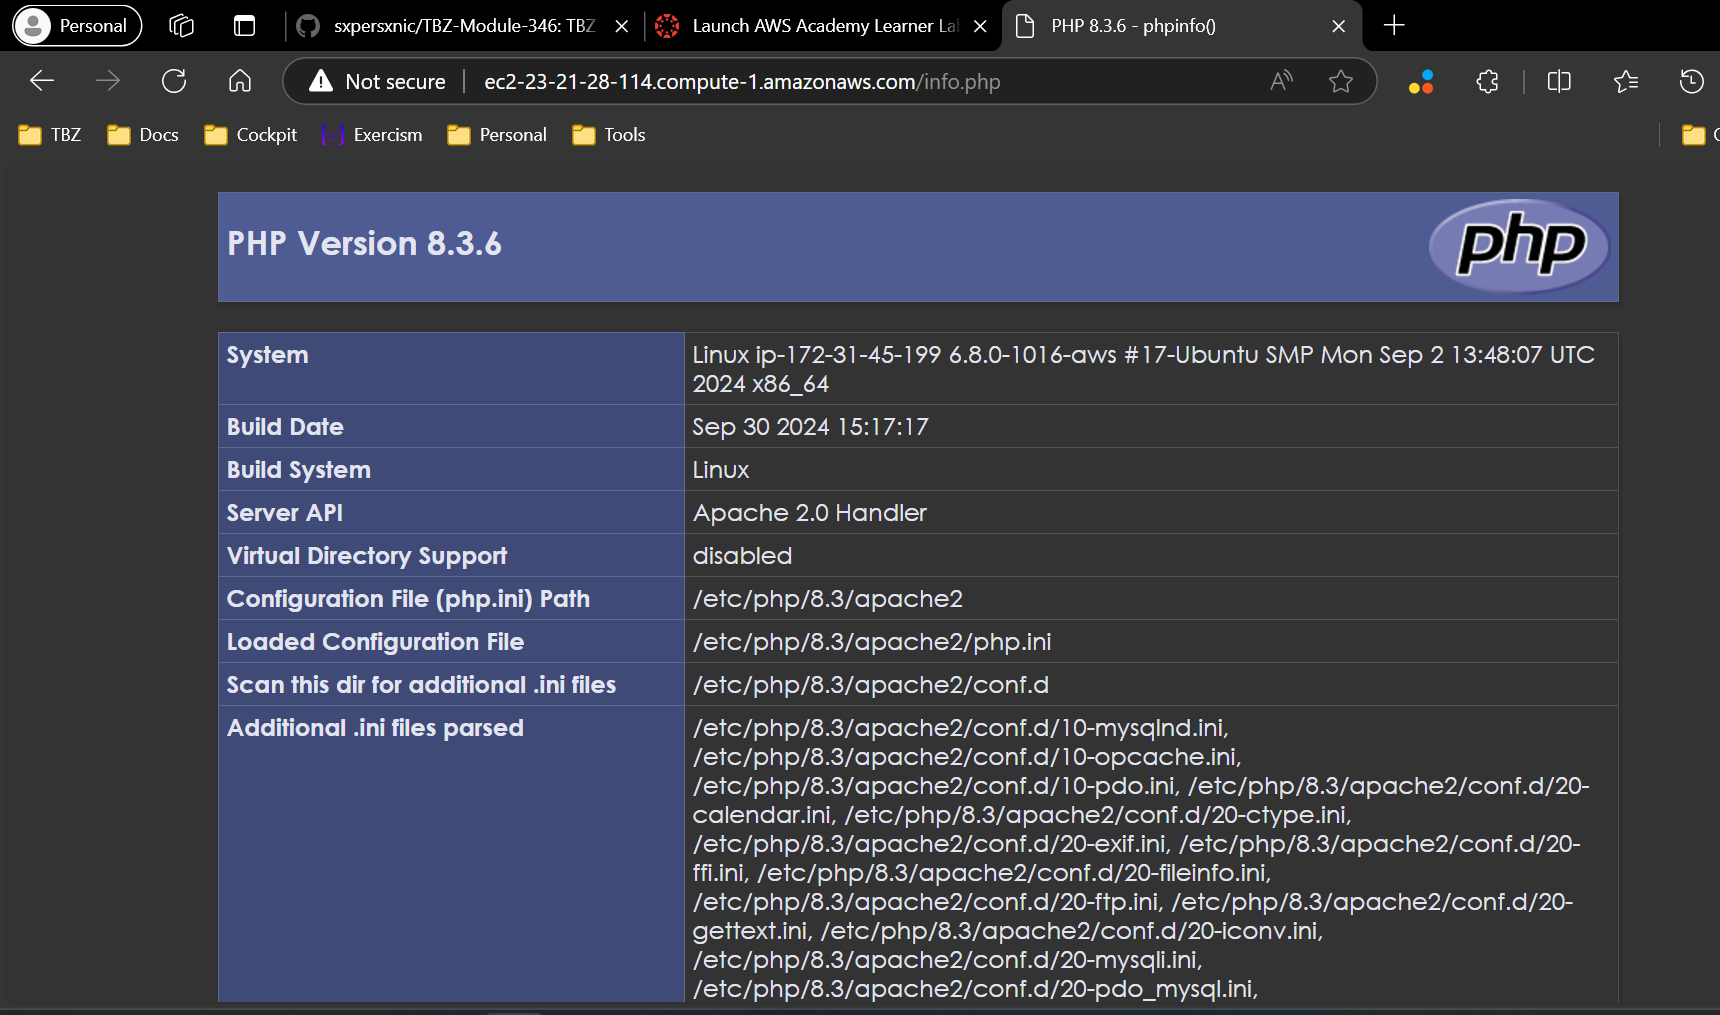 Personal
sxpersxnic/TBZ-Module-346: TBZ
Launch AWS Academy Learner La
PHP 8.3.6 - phpinfo()
Not secure
ec2-23-21-28-114.compute-1.amazonaws.com/info.php
TBZ
Docs
Cockpit
Exercism
Personal
Tools
PHP Version 8.3.6
php
System
Linux ip-172-31-45-199 6.8.0-1016-aws #17-Ubuntu SMP Mon Sep 2 13:48:07 UTC
2024 x86_64
Build Date
Sep 30 2024 15:17:17
Build System
Linux
Server API
Apache 2.0 Handler
Virtual Directory Support
disabled
Configuration File (php.ini) Path
/etc/php/8.3/apache2
Loaded Configuration File
/etc/php/8.3/apache2/php.ini
Scan this dir for additional .ini files
/etc/php/8.3/apache2/conf.d
Additional .ini files parsed
/etc/php/8.3/apache2/conf.d/10-mysqlnd.ini,
/etc/php/8.3/apache2/conf.d/10-opcache.ini,
/etc/php/8.3/apache2/conf.d/10-pdo.ini, /etc/php/8.3/apache2/conf.d/20-
calendar.ini, /etc/php/8.3/apache2/conf.d/20-ctype.ini,
/etc/php/8.3/apache2/conf.d/20-exif.ini, /etc/php/8.3/apache2/conf.d/20-
ffi.ini, /etc/php/8.3/apache2/conf.d/20-fileinfo.ini,
/etc/php/8.3/apache2/conf.d/20-ftp.ini, /etc/php/8.3/apache2/conf.d/20-
gettext.ini, /etc/php/8.3/apache2/conf.d/20-iconv.ini,
/etc/php/8.3/apache2/conf.d/20-mysqli.ini,
/etc/php/8.3/apache2/conf.d/20-pdo_mysql.ini,